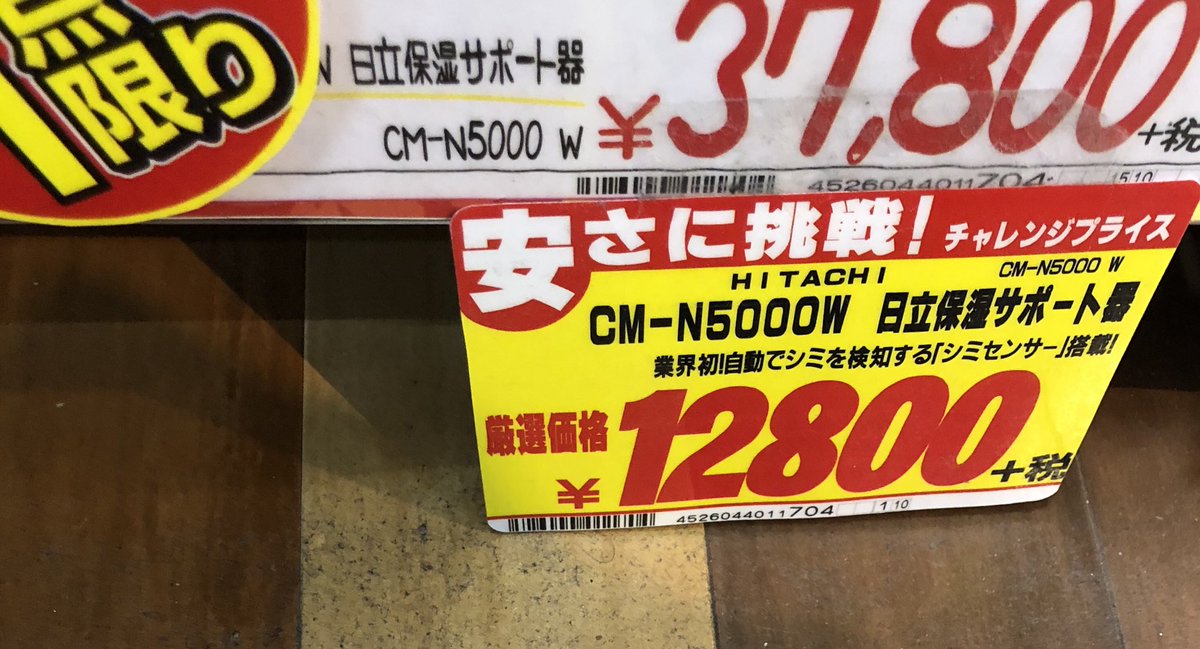 1点限り
日立保湿サポート器
CM-N5000 W
¥37,800+税
4526044011704
15 10
安さに挑戦!チャレンジプライス
HITACHI
CM-N5000 W
CM-N5000W 日立保湿サポート器
業界初!自動でシミを検知する「シミセンサー」搭載!
厳選価格
¥12800+税
4526044011704
1 10